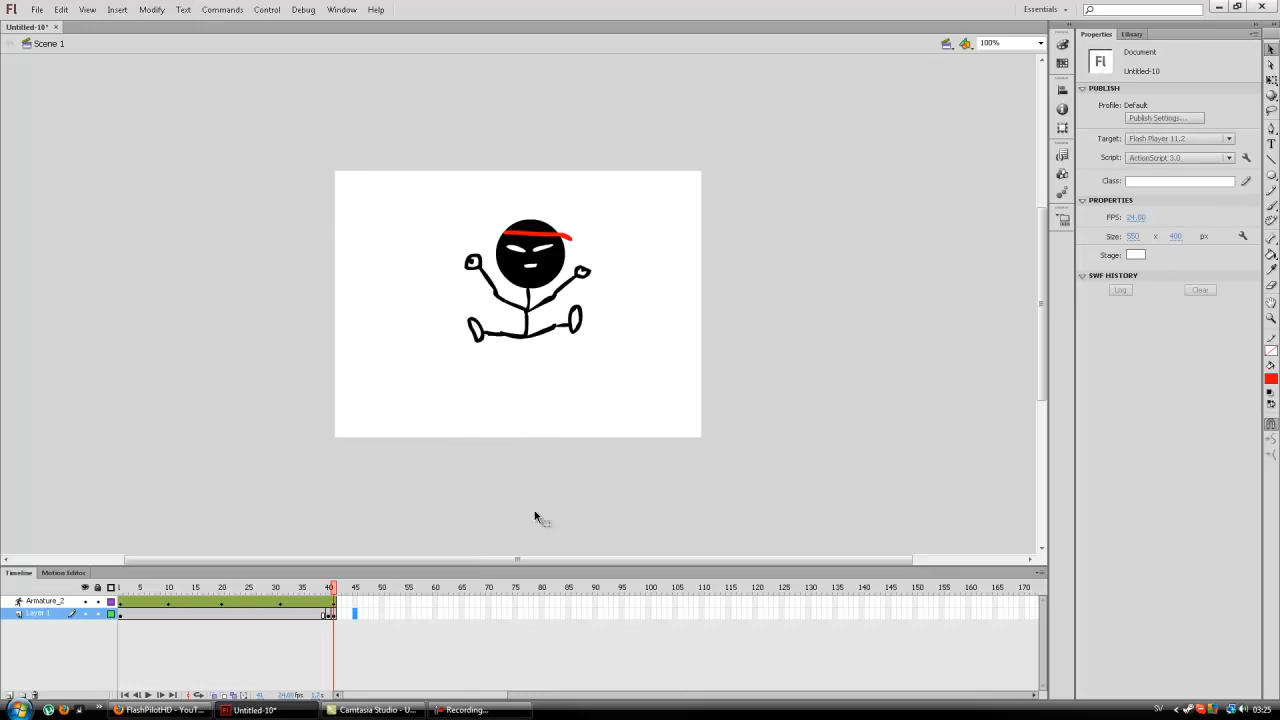 Fl File Edit View Insert Modify Text Commands Control Debug Window Help Essentials
Untitled-10*
Scene 1
100%
Properties Library
Document
Fl
Untitled-10
PUBLISH
Profile: Default
Publish Settings...
Target: Flash Player 11.2
Script: ActionScript 3.0
Class:
PROPERTIES
FPS: 24,00
Size: 550 x 400 px
Stage:
SWF HISTORY
Log Clear
Timeline Motion Editor
1 5 10 15 20 25 30 35 40 45 50 55 60 65 70 75 80 85 90 95 100 105 110 115 120 125 130 135 140 145 150 155 160 165 170
Armature_2
Layer 1
41 24,00 fps 1,7 s
FlashPilotHD - YouT... Untitled-10* Camtasia Studio - U... Recording... SV 03:25